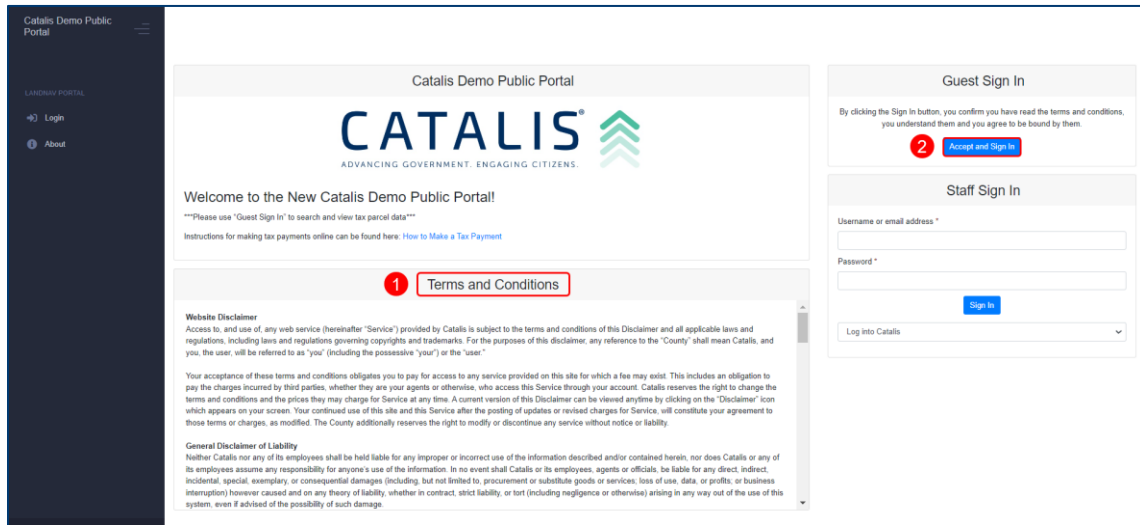 Catalis Demo Public
Portal
LANDNAV PORTAL
Login
About
Catalis Demo Public Portal
CATALIS®
ADVANCING GOVERNMENT. ENGAGING CITIZENS.
Welcome to the New Catalis Demo Public Portal!
***Please use "Guest Sign In" to search and view tax parcel data***
Instructions for making tax payments online can be found here: How to Make a Tax Payment
1 Terms and Conditions
Website Disclaimer
Access to, and use of, any web service (hereinafter "Service") provided by Catalis is subject to the terms and conditions of this Disclaimer and all applicable laws and
regulations, including laws and regulations governing copyrights and trademarks. For the purposes of this disclaimer, any reference to the "County" shall mean Catalis, and
you, the user, will be referred to as "you" (including the possessive "your") or the "user."
Your acceptance of these terms and conditions obligates you to pay for access to any service provided on this site for which a fee may exist. This includes an obligation to
pay the charges incurred by third parties, whether they are your agents or otherwise, who access this Service through your account. Catalis reserves the right to change the
terms and conditions and the prices they may charge for Service at any time. A current version of this Disclaimer can be viewed anytime by clicking on the "Disclaimer" icon
which appears on your screen. Your continued use of this site and this Service after the posting of updates or revised charges for Service, will constitute your agreement to
those terms or charges, as modified. The County additionally reserves the right to modify or discontinue any service without notice or liability.
General Disclaimer of Liability
Neither Catalis nor any of its employees shall be held liable for any improper or incorrect use of the information described and/or contained herein, nor does Catalis or any of
its employees assume any responsibility for anyone's use of the information. In no event shall Catalis or its employees, agents or officials, be liable for any direct, indirect,
incidental, special, exemplary, or consequential damages (including, but not limited to, procurement or substitute goods or services; loss of use, data, or profits; or business
interruption) however caused and on any theory of liability, whether in contract, strict liability, or tort (including negligence or otherwise) arising in any way out of the use of this
system, even if advised of the possibility of such damage.
Guest Sign In
By clicking the Sign In button, you confirm you have read the terms and conditions,
you understand them and you agree to be bound by them.
2 Accept and Sign In
Staff Sign In
Username or email address *
Password *
Sign In
Log into Catalis